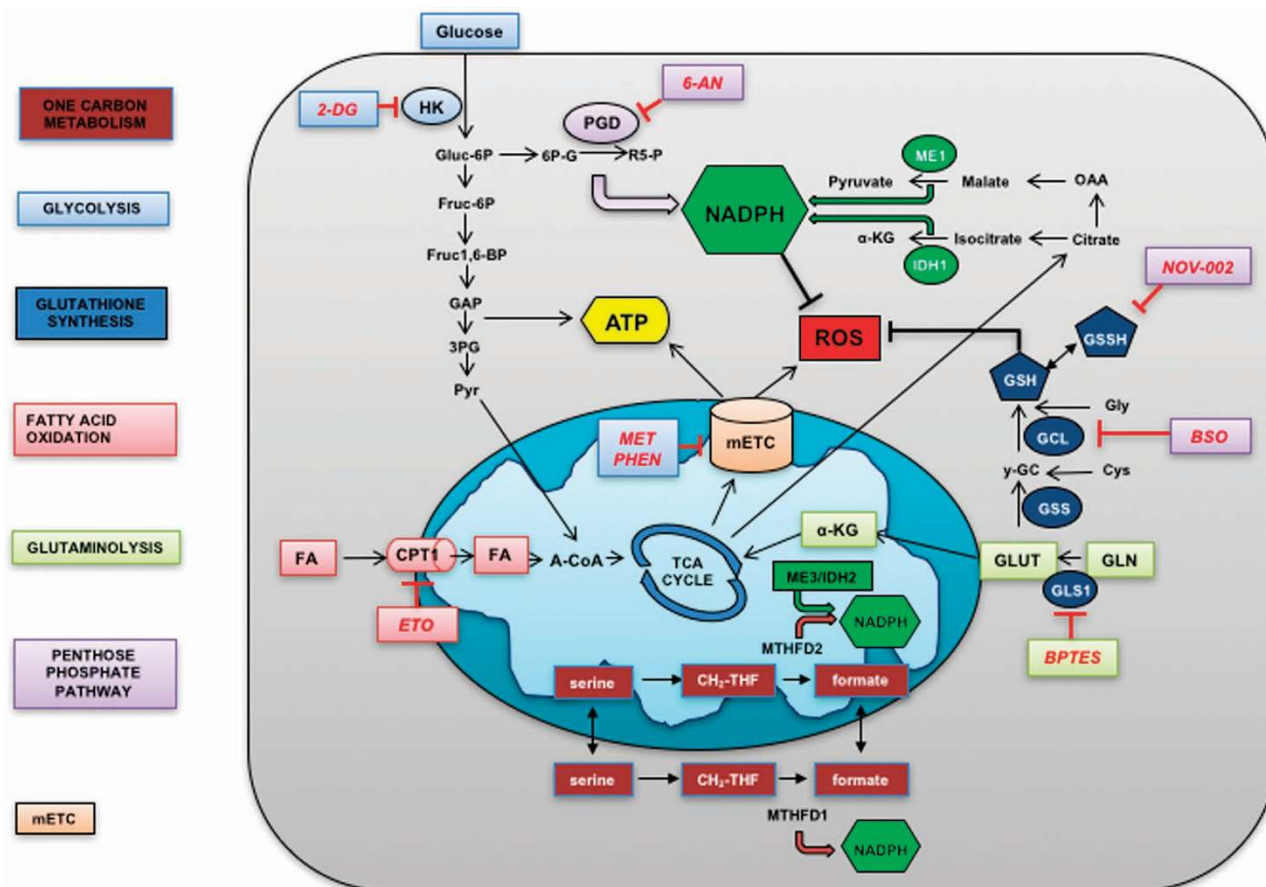 Glucose
ONE CARBON
METABOLISM
GLYCOLYSIS
GLUTATHIONE
SYNTHESIS
FATTY ACID
OXIDATION
GLUTAMINOLYSIS
PENTHOSE
PHOSPHATE
PATHWAY
mETC
2-DG
HK
6-AN
PGD
Gluc-6P
6P-G
R5-P
Fruc-6P
Fruc1,6-BP
GAP
3PG
Pyr
NADPH
ME1
Pyruvate
Malate
OAA
α-KG
Isocitrate
Citrate
IDH1
NOV-002
ATP
ROS
GSSH
GSH
Gly
GCL
BSO
y-GC
Cys
GSS
MET
PHEN
mETC
α-KG
GLUT
GLN
GLS1
BPTES
FA
CPT1
FA
A-CoA
TCA
CYCLE
ETO
ME3/IDH2
NADPH
MTHFD2
serine
CH₂-THF
formate
serine
CH₂-THF
formate
MTHFD1
NADPH